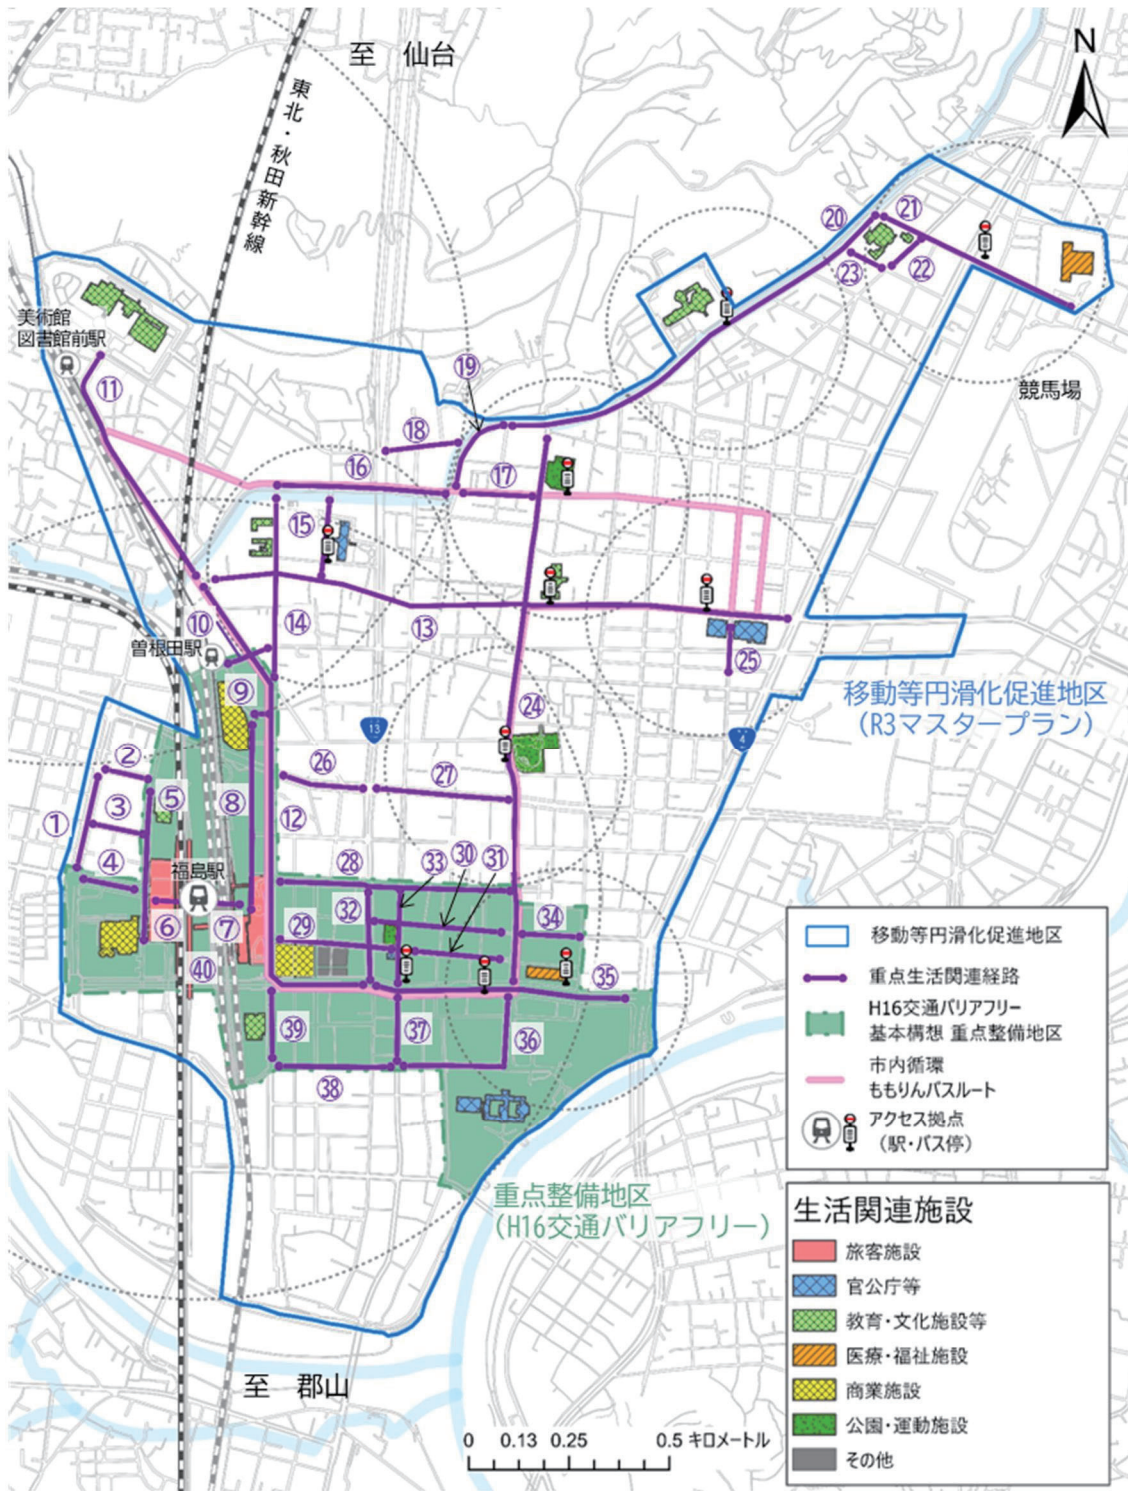 至　仙台
N
東北・秋田新幹線
⑳
㉑
㉒
㉓
美術館
図書館前駅
⑪
⑲
競馬場
⑱
⑯
⑰
⑮
⑩
⑭
⑬
曽根田駅
㉕
⑨
㉔
移動等円滑化促進地区
(R3マスタープラン)
13
4
②
㉖
㉗
③
⑤
⑧
①
⑫
④
福島駅
㉘
㉝
㉚
㉛
㉜
㉞
⑥
⑦
㉙
㊵
㉟
㊴
㊲
㊱
㊳
移動等円滑化促進地区
重点生活関連経路
H16交通バリアフリー
基本構想 重点整備地区
市内循環
ももりんバスルート
アクセス拠点
(駅・バス停)
重点整備地区
(H16交通バリアフリー)
生活関連施設
旅客施設
官公庁等
教育・文化施設等
医療・福祉施設
商業施設
公園・運動施設
その他
至　郡山
0 0.13 0.25 0.5 キロメートル